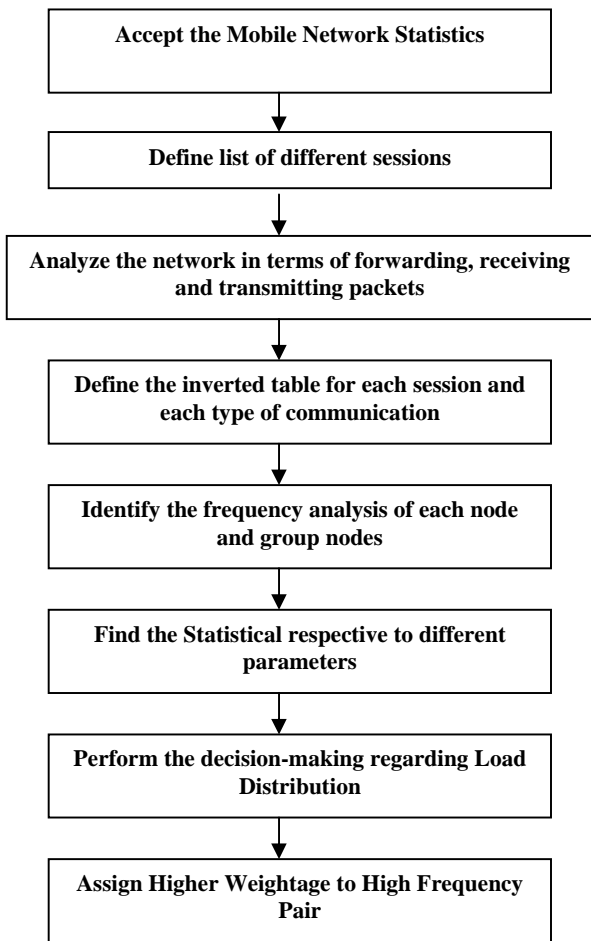 Accept the Mobile Network Statistics
Define list of different sessions
Analyze the network in terms of forwarding, receiving
and transmitting packets
Define the inverted table for each session and
each type of communication
Identify the frequency analysis of each node
and group nodes
Find the Statistical respective to different
parameters
Perform the decision-making regarding Load
Distribution
Assign Higher Weightage to High Frequency
Pair